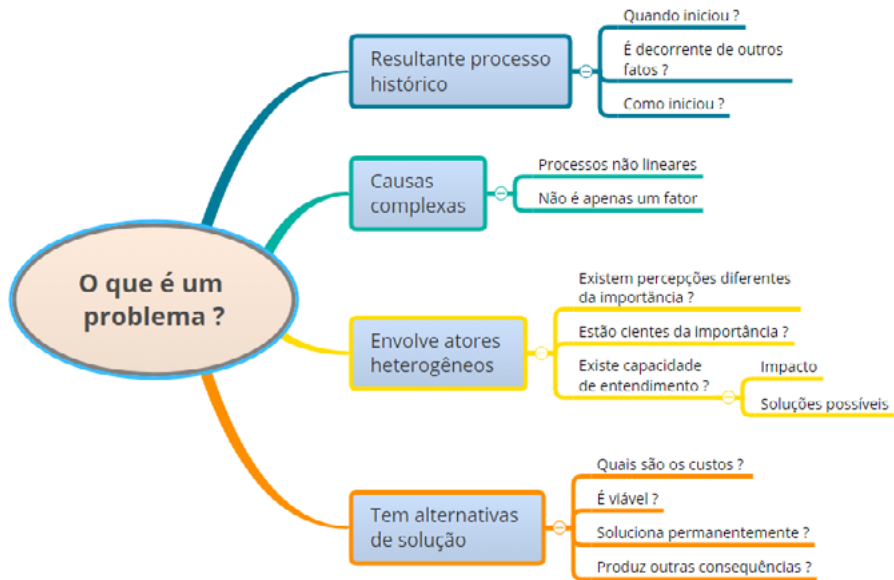 O que é um
problema ?
Resultante processo
histórico
Quando iniciou ?
É decorrente de outros
fatos ?
Como iniciou ?
Causas
complexas
Processos não lineares
Não é apenas um fator
Envolve atores
heterogêneos
Existem percepções diferentes
da importância ?
Estão cientes da importância ?
Existe capacidade
de entendimento ?
Impacto
Soluções possíveis
Tem alternativas
de solução
Quais são os custos ?
É viável ?
Soluciona permanentemente ?
Produz outras consequências ?